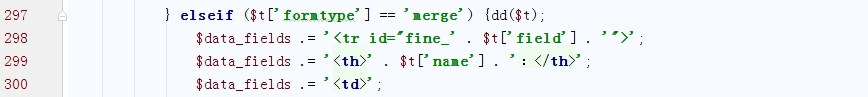 297 } elseif ($t['formtype'] == 'merge') {dd($t);
298 $data_fields .= '<tr id="fine_' . $t['field'] . '">';
299 $data_fields .= '<th>' . $t['name'] . '：</th>';
300 $data_fields .= '<td>';